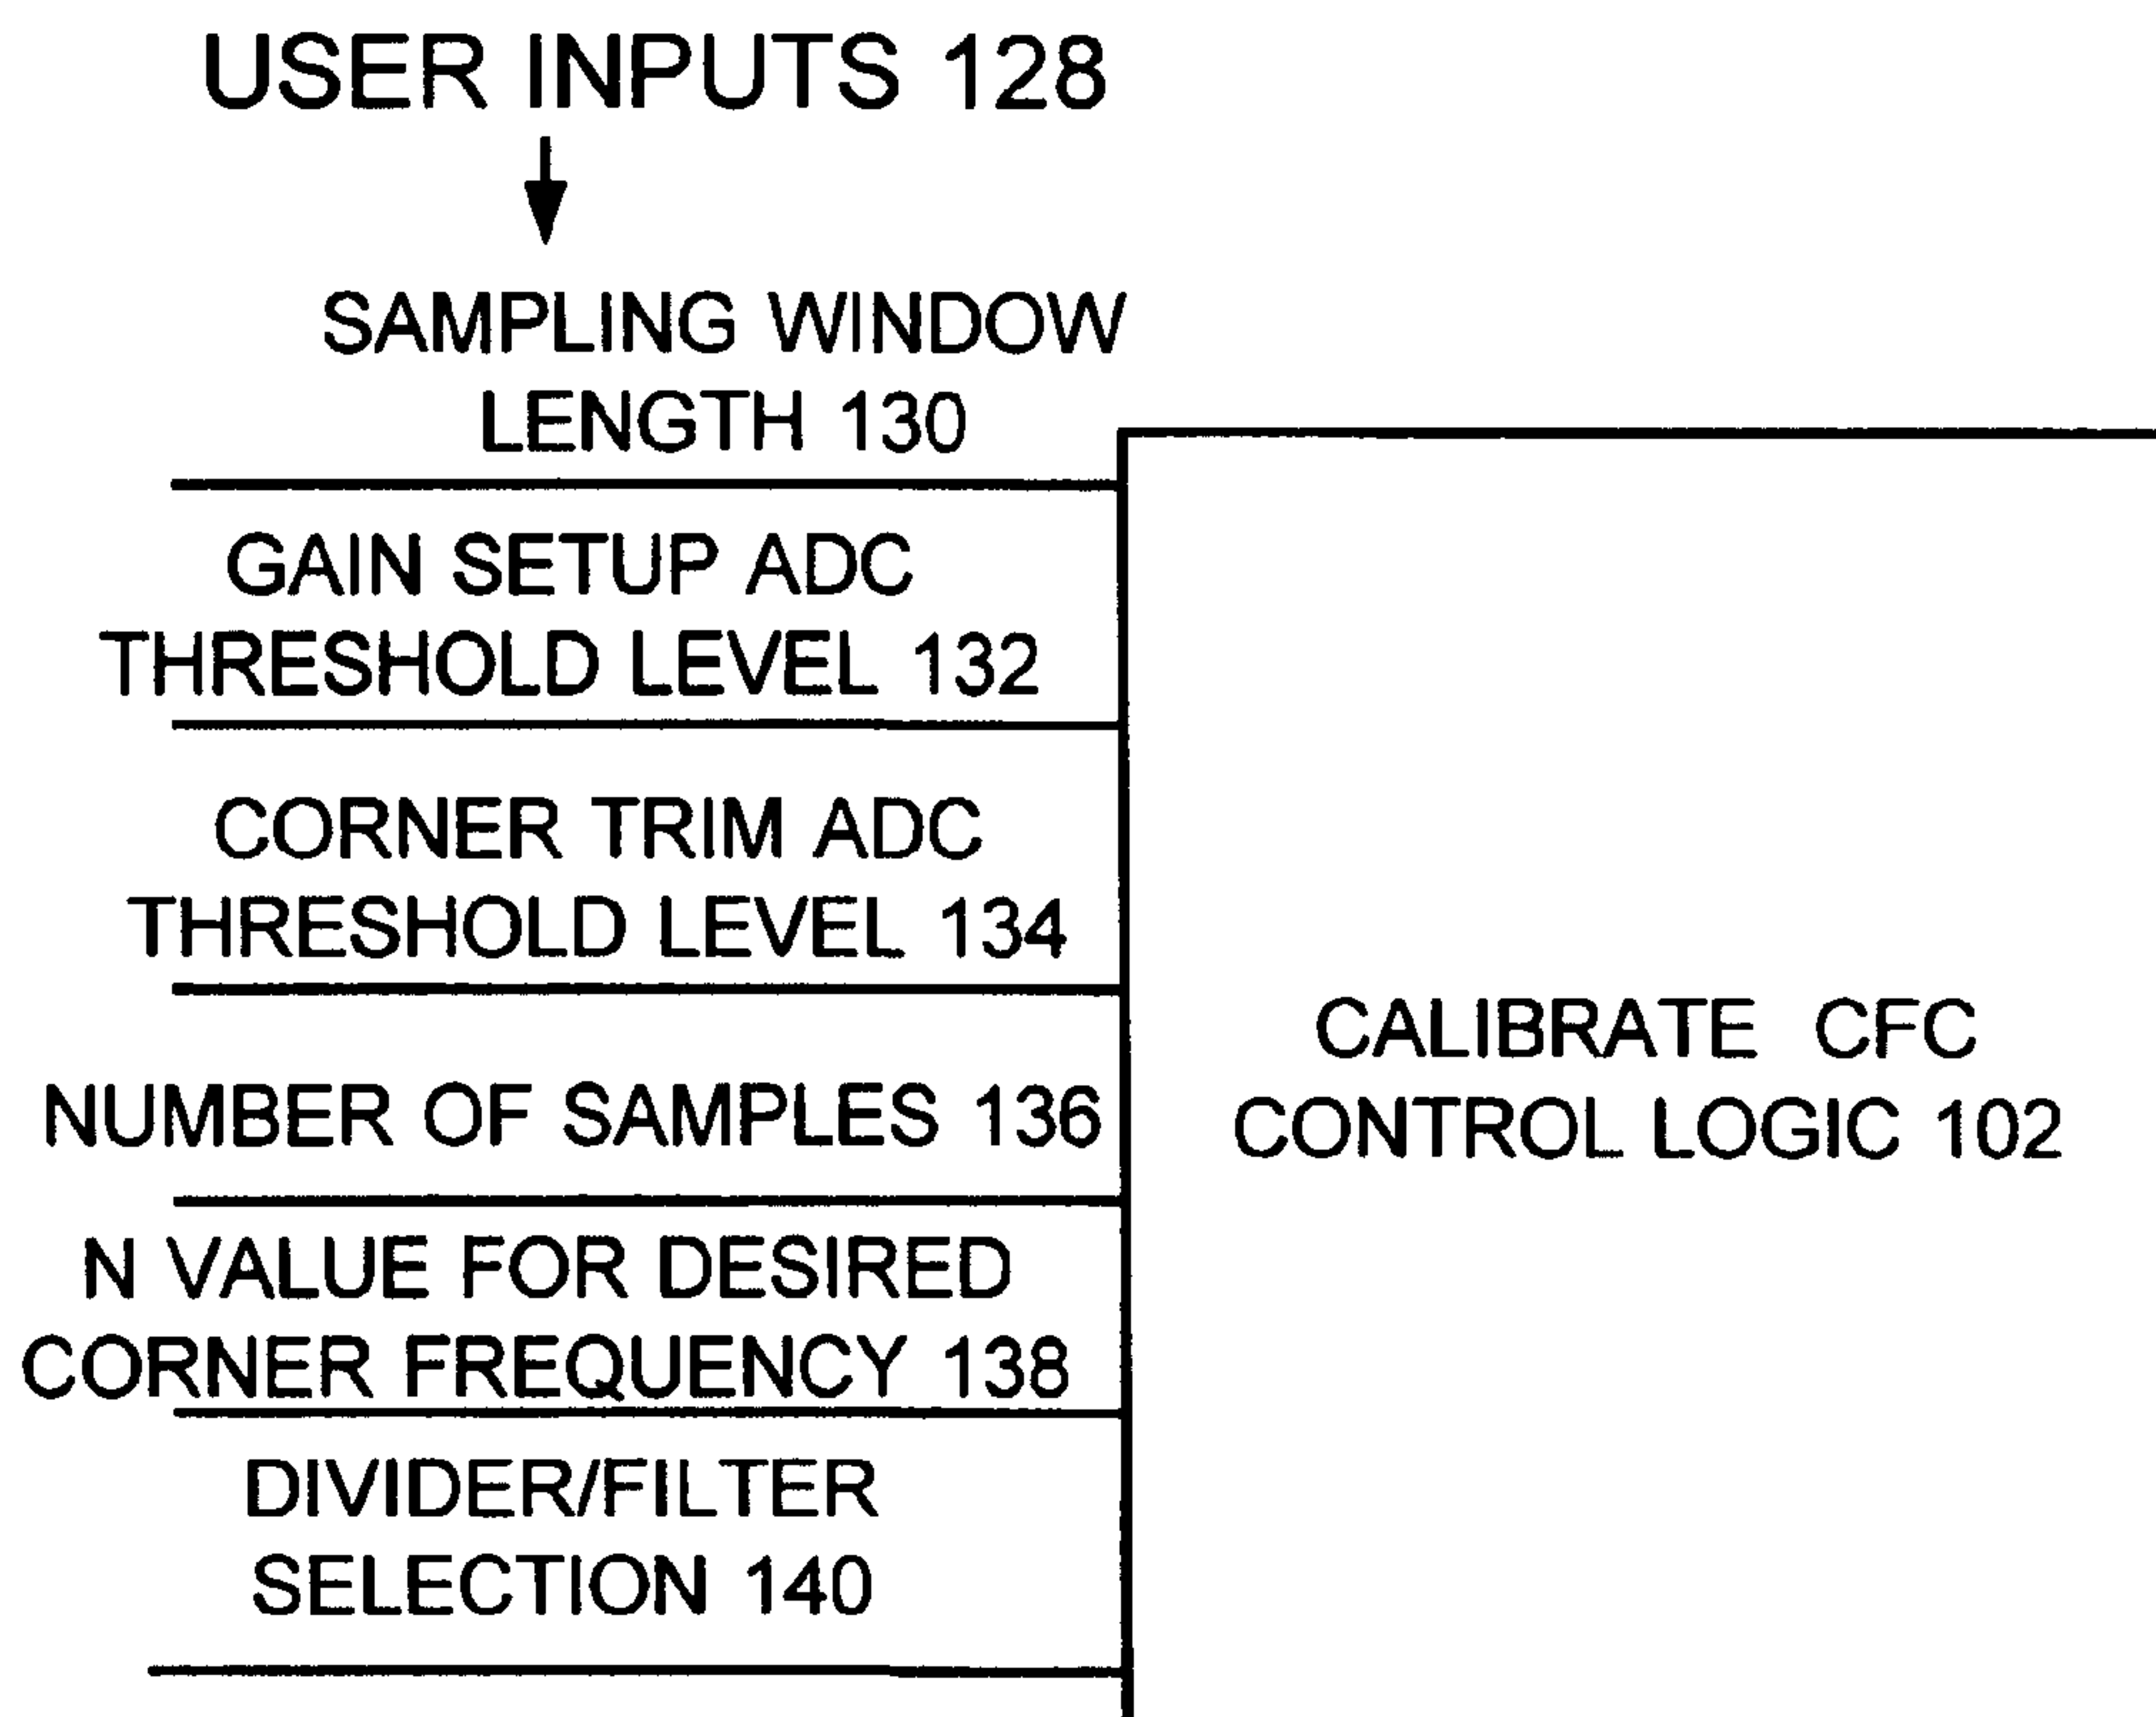 USER INPUTS 128
SAMPLING WINDOW
LENGTH 130
GAIN SETUP ADC
THRESHOLD LEVEL 132
CORNER TRIM ADC
THRESHOLD LEVEL 134
NUMBER OF SAMPLES 136
N VALUE FOR DESIRED
CORNER FREQUENCY 138
DIVIDER/FILTER
SELECTION 140
CALIBRATE CFC
CONTROL LOGIC 102